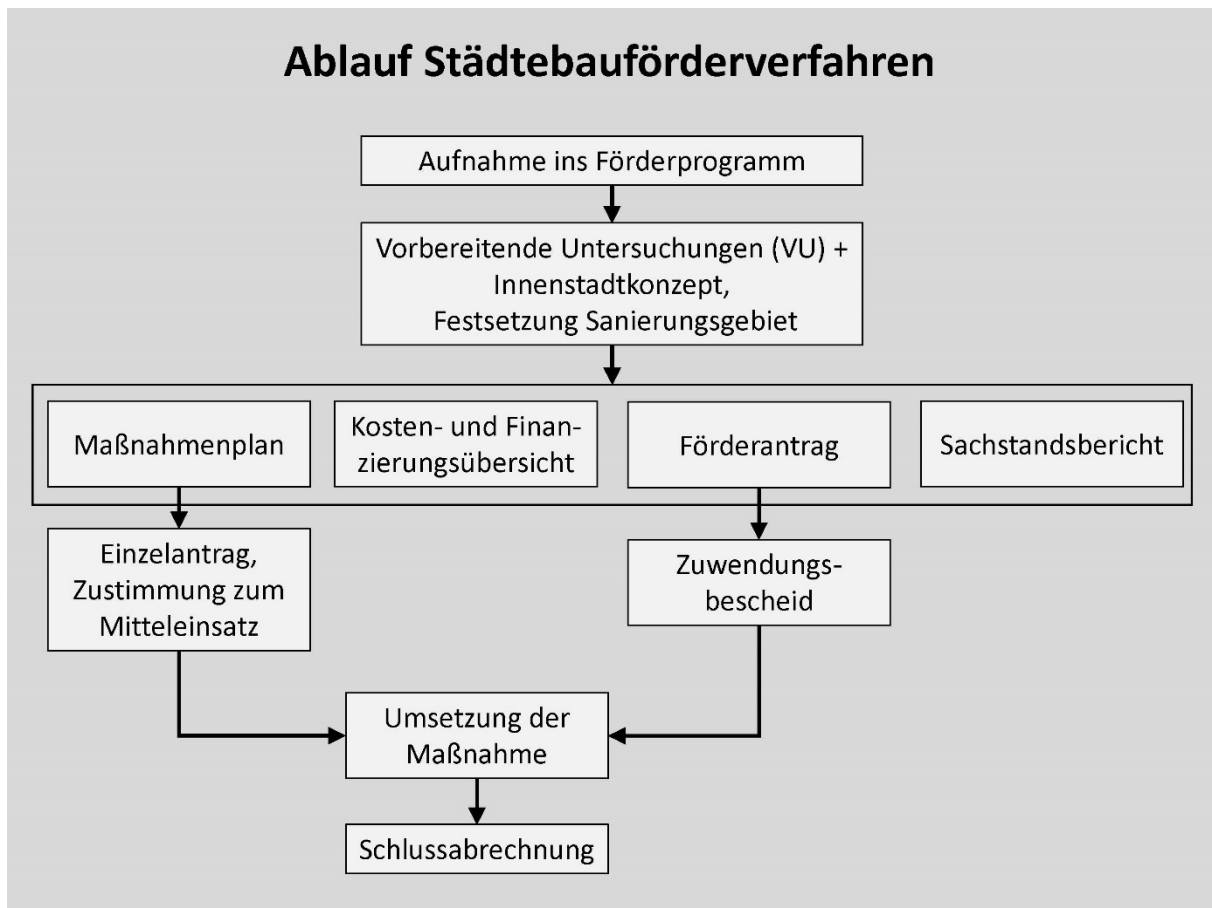 Ablauf Städtebauförderverfahren
Aufnahme ins Förderprogramm
Vorbereitende Untersuchungen (VU) +
Innenstadtkonzept,
Festsetzung Sanierungsgebiet
Maßnahmenplan
Kosten- und Finan-
zierungsübersicht
Förderantrag
Sachstandsbericht
Einzelantrag,
Zustimmung zum
Mitteleinsatz
Zuwendungs-
bescheid
Umsetzung der
Maßnahme
Schlussabrechnung